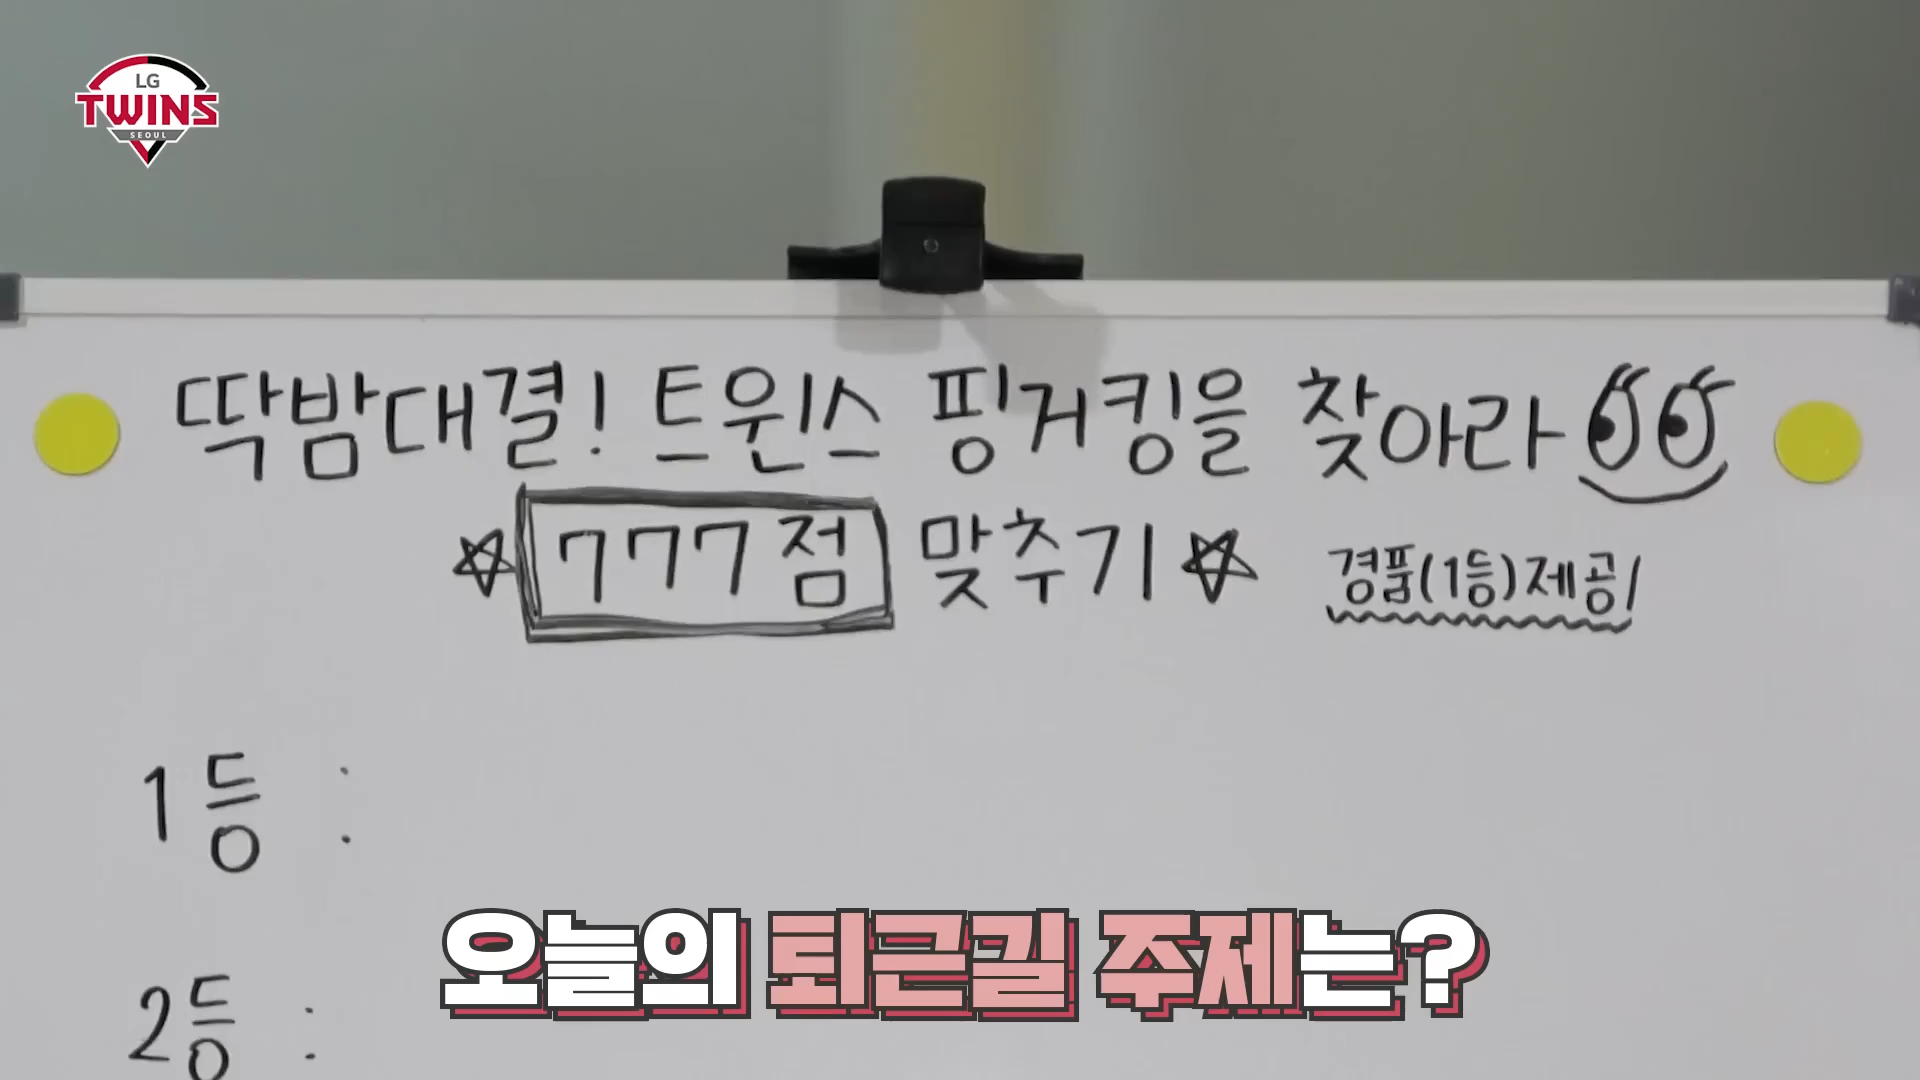 LG
TWINS
SEOUL
딱밤대결! 트윈스 핑거킹을 찾아라
777점 맞추기
경품(1등)제공!
1등 :
2등 :
오늘의 퇴근길 주제는?